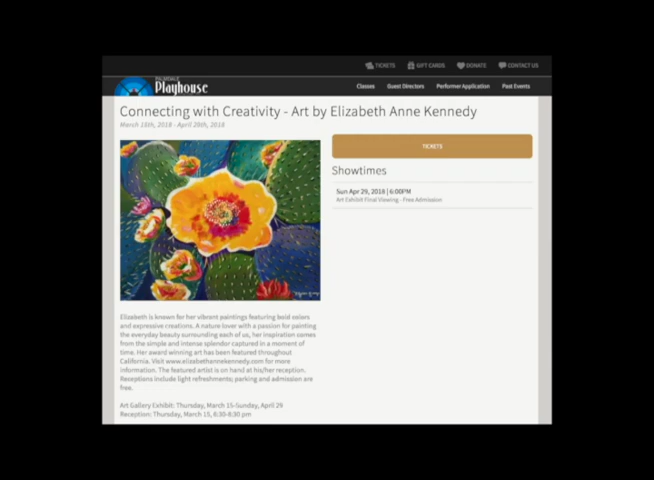 TICKETS GIFT CARDS DONATE CONTACT US
PALMDALE
Playhouse
Classes Guest Directors Performer Application Past Events
Connecting with Creativity - Art by Elizabeth Anne Kennedy
March 15th, 2018 - April 29th, 2018
TICKETS
Showtimes
Sun Apr 29, 2018 | 6:00PM
Art Exhibit Final Viewing - Free Admission
Elizabeth is known for her vibrant paintings featuring bold colors
and expressive creations. A nature lover with a passion for painting
the everyday beauty surrounding each of us, her inspiration comes
from the simple and intense splendor captured in a moment of
time. Her award winning art has been featured throughout
California. Visit www.elizabethannekennedy.com for more
information. The featured artist is on hand at his/her reception.
Receptions include light refreshments; parking and admission are
free.
Art Gallery Exhibit: Thursday, March 15-Sunday, April 29
Reception: Thursday, March 15, 6:30-8:30 pm